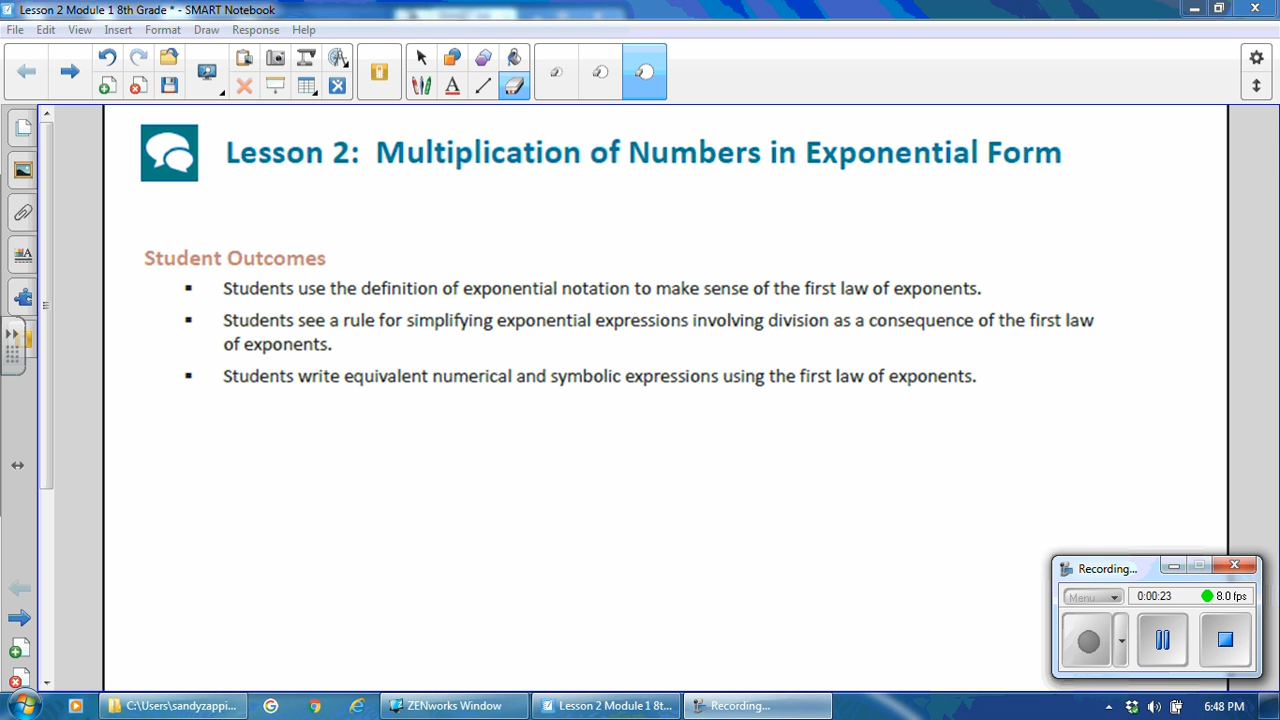 Lesson 2 Module 1 8th Grade * - SMART Notebook
File Edit View Insert Format Draw Response Help
Lesson 2: Multiplication of Numbers in Exponential Form
Student Outcomes
▪ Students use the definition of exponential notation to make sense of the first law of exponents.
▪ Students see a rule for simplifying exponential expressions involving division as a consequence of the first law
of exponents.
▪ Students write equivalent numerical and symbolic expressions using the first law of exponents.
Recording...
Menu 0:00:23 8.0 fps
C:\Users\sandyzappi... ZENworks Window Lesson 2 Module 1 8t... Recording... 6:48 PM